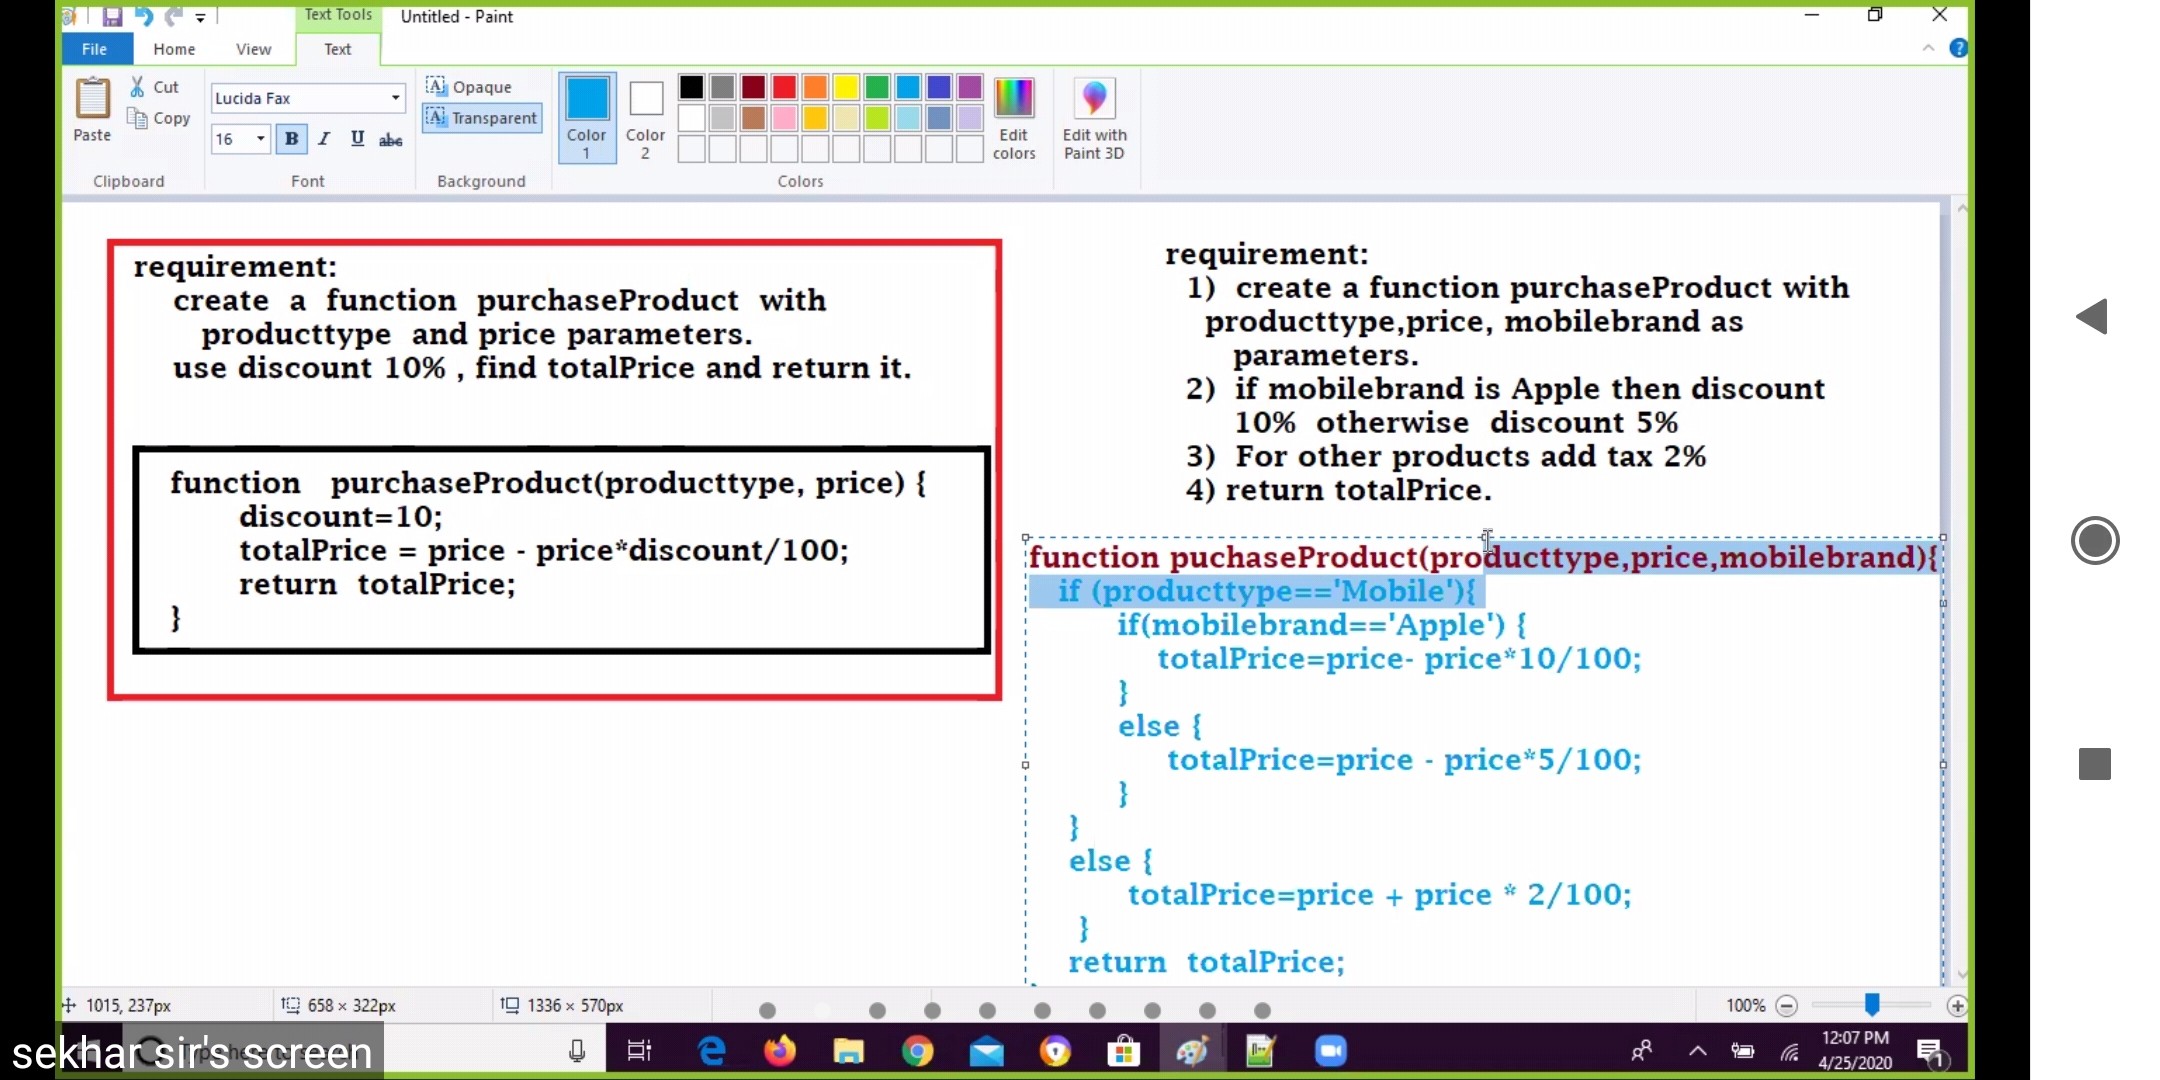 Text Tools
Untitled - Paint
File
Home
View
Text
Paste
Cut
Copy
Clipboard
Lucida Fax
16
B
I
U
abc
Font
Opaque
Transparent
Background
Color 1
Color 2
Colors
Edit colors
Edit with Paint 3D
requirement:
create a function purchaseProduct with
producttype and price parameters.
use discount 10% , find totalPrice and return it.
function purchaseProduct(producttype, price) {
discount=10;
totalPrice = price - price*discount/100;
return totalPrice;
}
requirement:
1) create a function purchaseProduct with
producttype,price, mobilebrand as
parameters.
2) if mobilebrand is Apple then discount
10% otherwise discount 5%
3) For other products add tax 2%
4) return totalPrice.
function puchaseProduct(producttype,price,mobilebrand){
if (producttype=='Mobile'){
if(mobilebrand=='Apple') {
totalPrice=price- price*10/100;
}
else {
totalPrice=price - price*5/100;
}
}
else {
totalPrice=price + price * 2/100;
}
return totalPrice;
1015, 237px
658 × 322px
1336 × 570px
100%
sekhar sir's screen
12:07 PM
4/25/2020
1